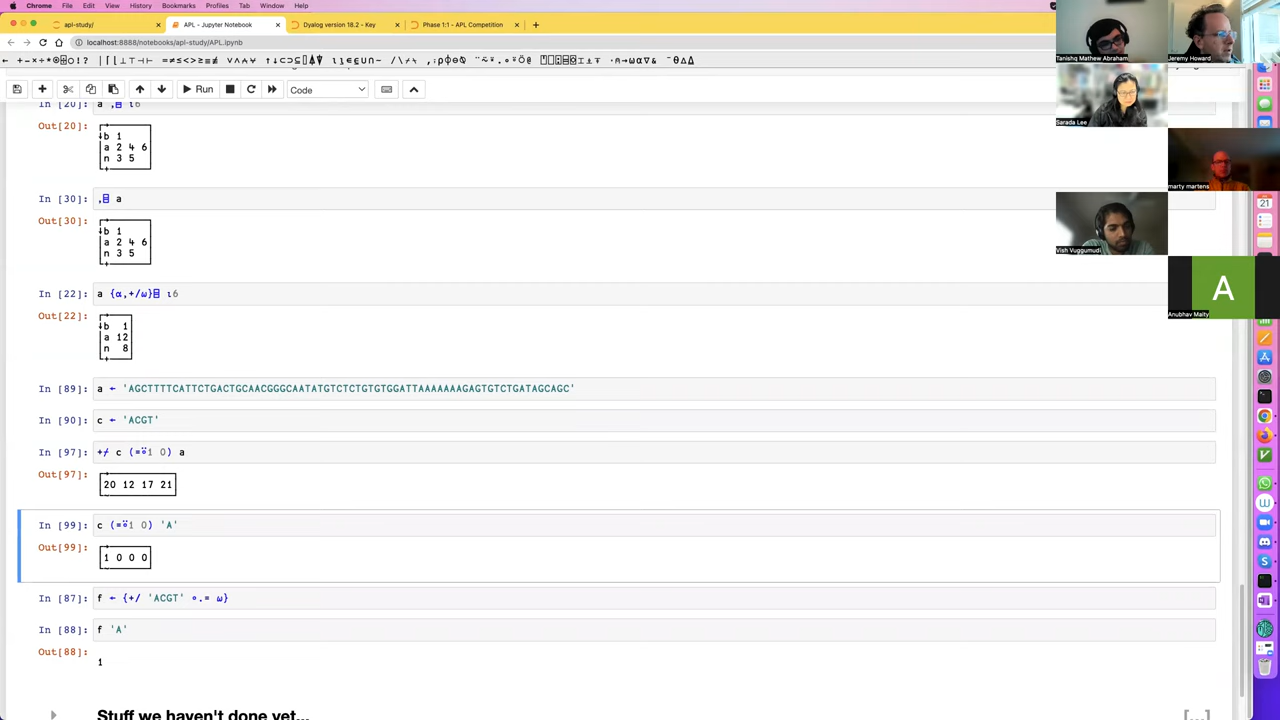 Chrome File Edit View History Bookmarks Profiles Tab Window Help
apl-study/ APL - Jupyter Notebook Dyalog version 18.2 - Key Phase 1:1 - APL Competition
localhost:8888/notebooks/apl-study/APL.ipynb
Run Code
In [20]: a ,⌸ ⍳6
Out[20]:
b 1
a 2 4 6
n 3 5
In [30]: ,⌸ a
Out[30]:
b 1
a 2 4 6
n 3 5
In [22]: a {⍺,+/⍵}⌸ ⍳6
Out[22]:
b 1
a 12
n 8
In [89]: a ← 'AGCTTTTCATTCTGACTGCAACGGGCAATATGTCTCTGTGTGGATTAAAAAAAGAGTGTCTGATAGCAGC'
In [90]: c ← 'ACGT'
In [97]: +⌿ c (=⍤1 0) a
Out[97]: 20 12 17 21
In [99]: c (=⍤1 0) 'A'
Out[99]: 1 0 0 0
In [87]: f ← {+/ 'ACGT' ∘.= ⍵}
In [88]: f 'A'
Out[88]:
1
Stuff we haven't done yet...
[...]
Tanishq Mathew Abraham
Jeremy Howard
Sarada Lee
marty martens
Vish Vuggumudi
A
Anubhav Maity
21